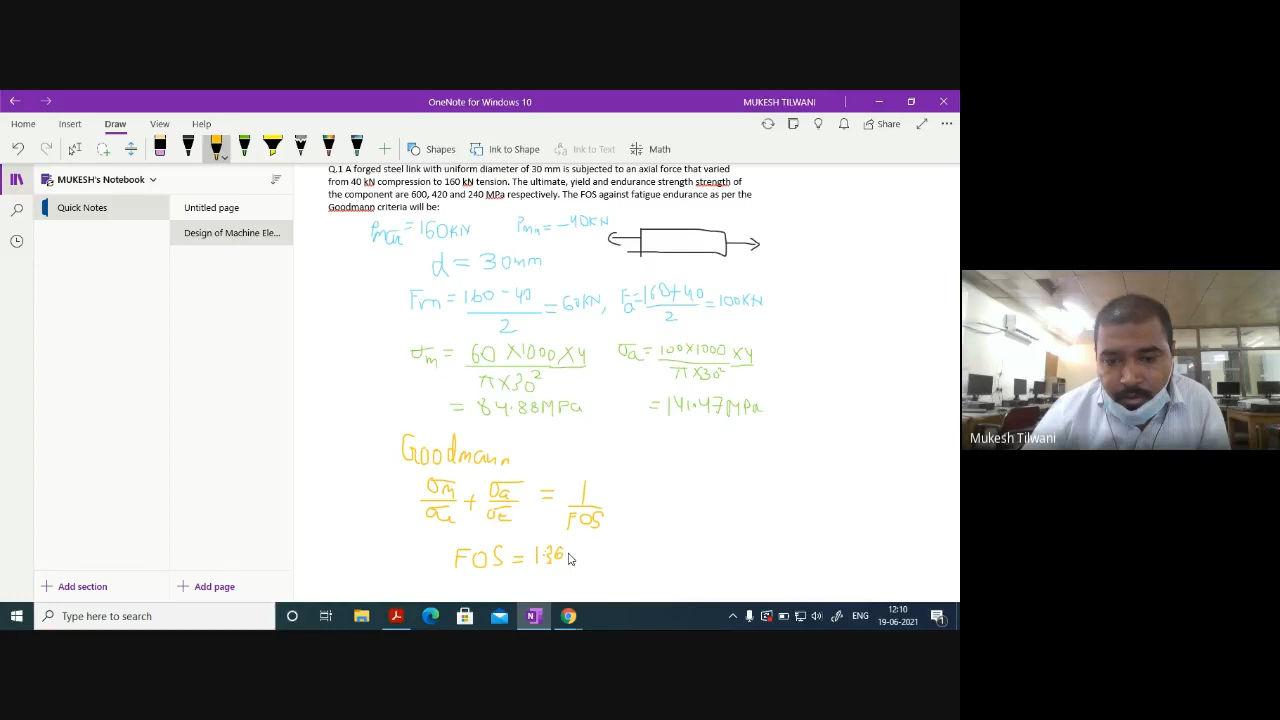 OneNote for Windows 10
MUKESH TILWANI
Home Insert Draw View Help
Share
Shapes
Ink to Shape
Ink to Text
Math
MUKESH's Notebook
Quick Notes
Untitled page
Design of Machine Ele...
Q.1 A forged steel link with uniform diameter of 30 mm is subjected to an axial force that varied
from 40 kN compression to 160 kN tension. The ultimate, yield and endurance strength strength of
the component are 600, 420 and 240 MPa respectively. The FOS against fatigue endurance as per the
Goodmann criteria will be:
Pmax = 160KN Pmin = -40KN
d = 30mm
Fm = 160 - 40 / 2 = 60KN, Fa = 160 + 40 / 2 = 100KN
σm = 60 X 1000 X 4 / π X 30² σa = 100 X 1000 X 4 / π X 30²
= 84.88MPa = 141.47MPa
Goodmann
σm / σu + σa / σe = 1 / FOS
FOS = 1.36
Mukesh Tilwani
Add section
Add page
Type here to search
ENG
12:10
19-06-2021